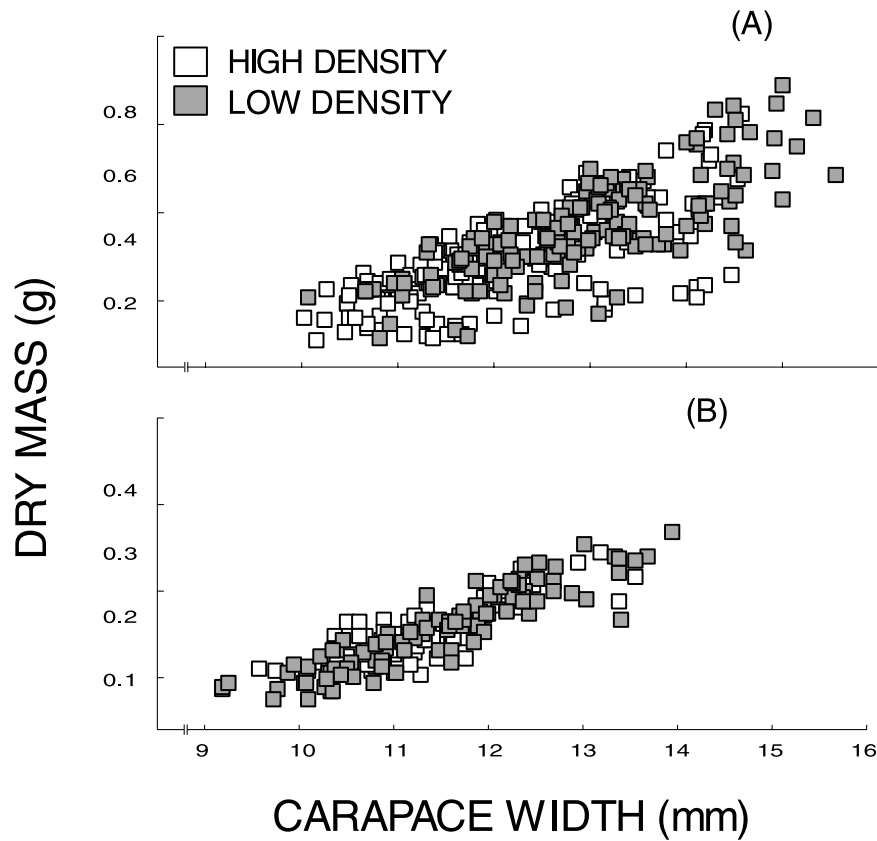 (A)
HIGH DENSITY
LOW DENSITY
0.8
0.6
0.4
0.2
DRY MASS (g)
(B)
0.4
0.3
0.2
0.1
9 10 11 12 13 14 15 16
CARAPACE WIDTH (mm)